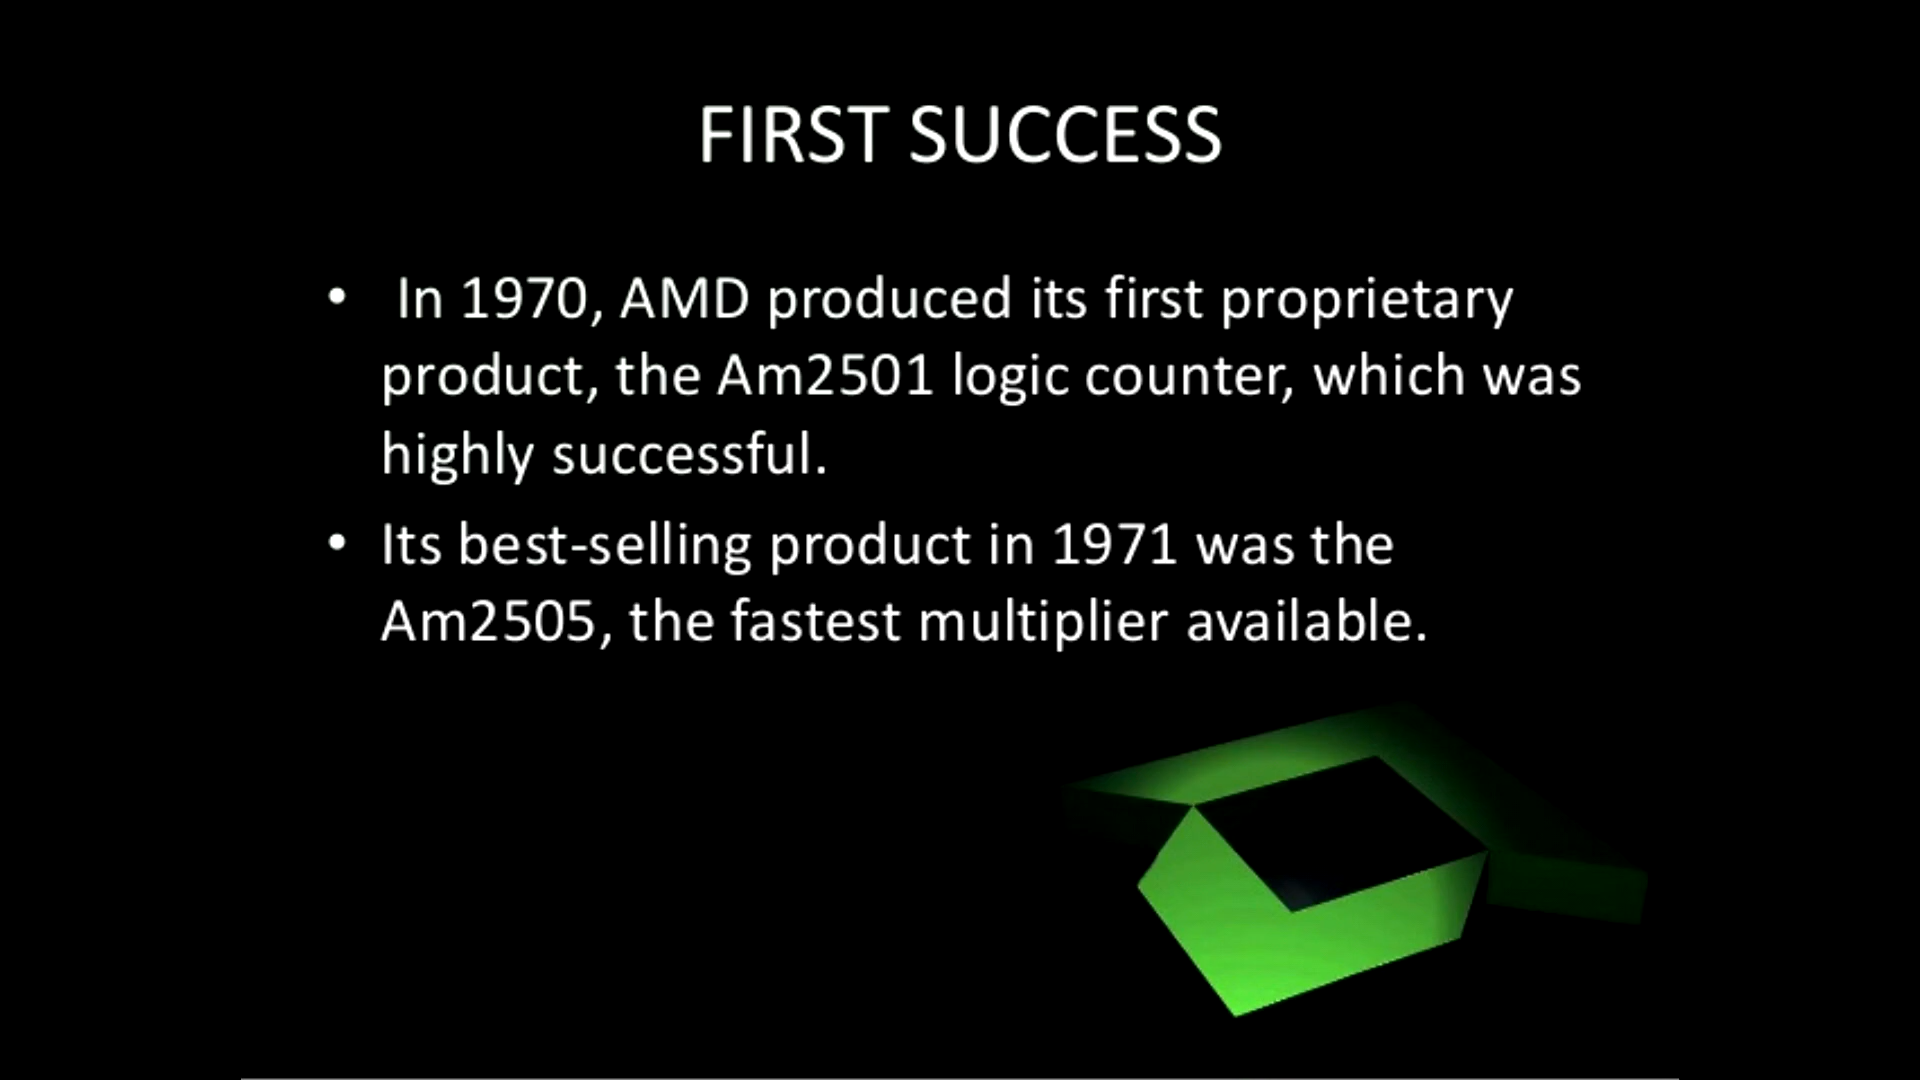 FIRST SUCCESS
• In 1970, AMD produced its first proprietary
product, the Am2501 logic counter, which was
highly successful.
• Its best-selling product in 1971 was the
Am2505, the fastest multiplier available.